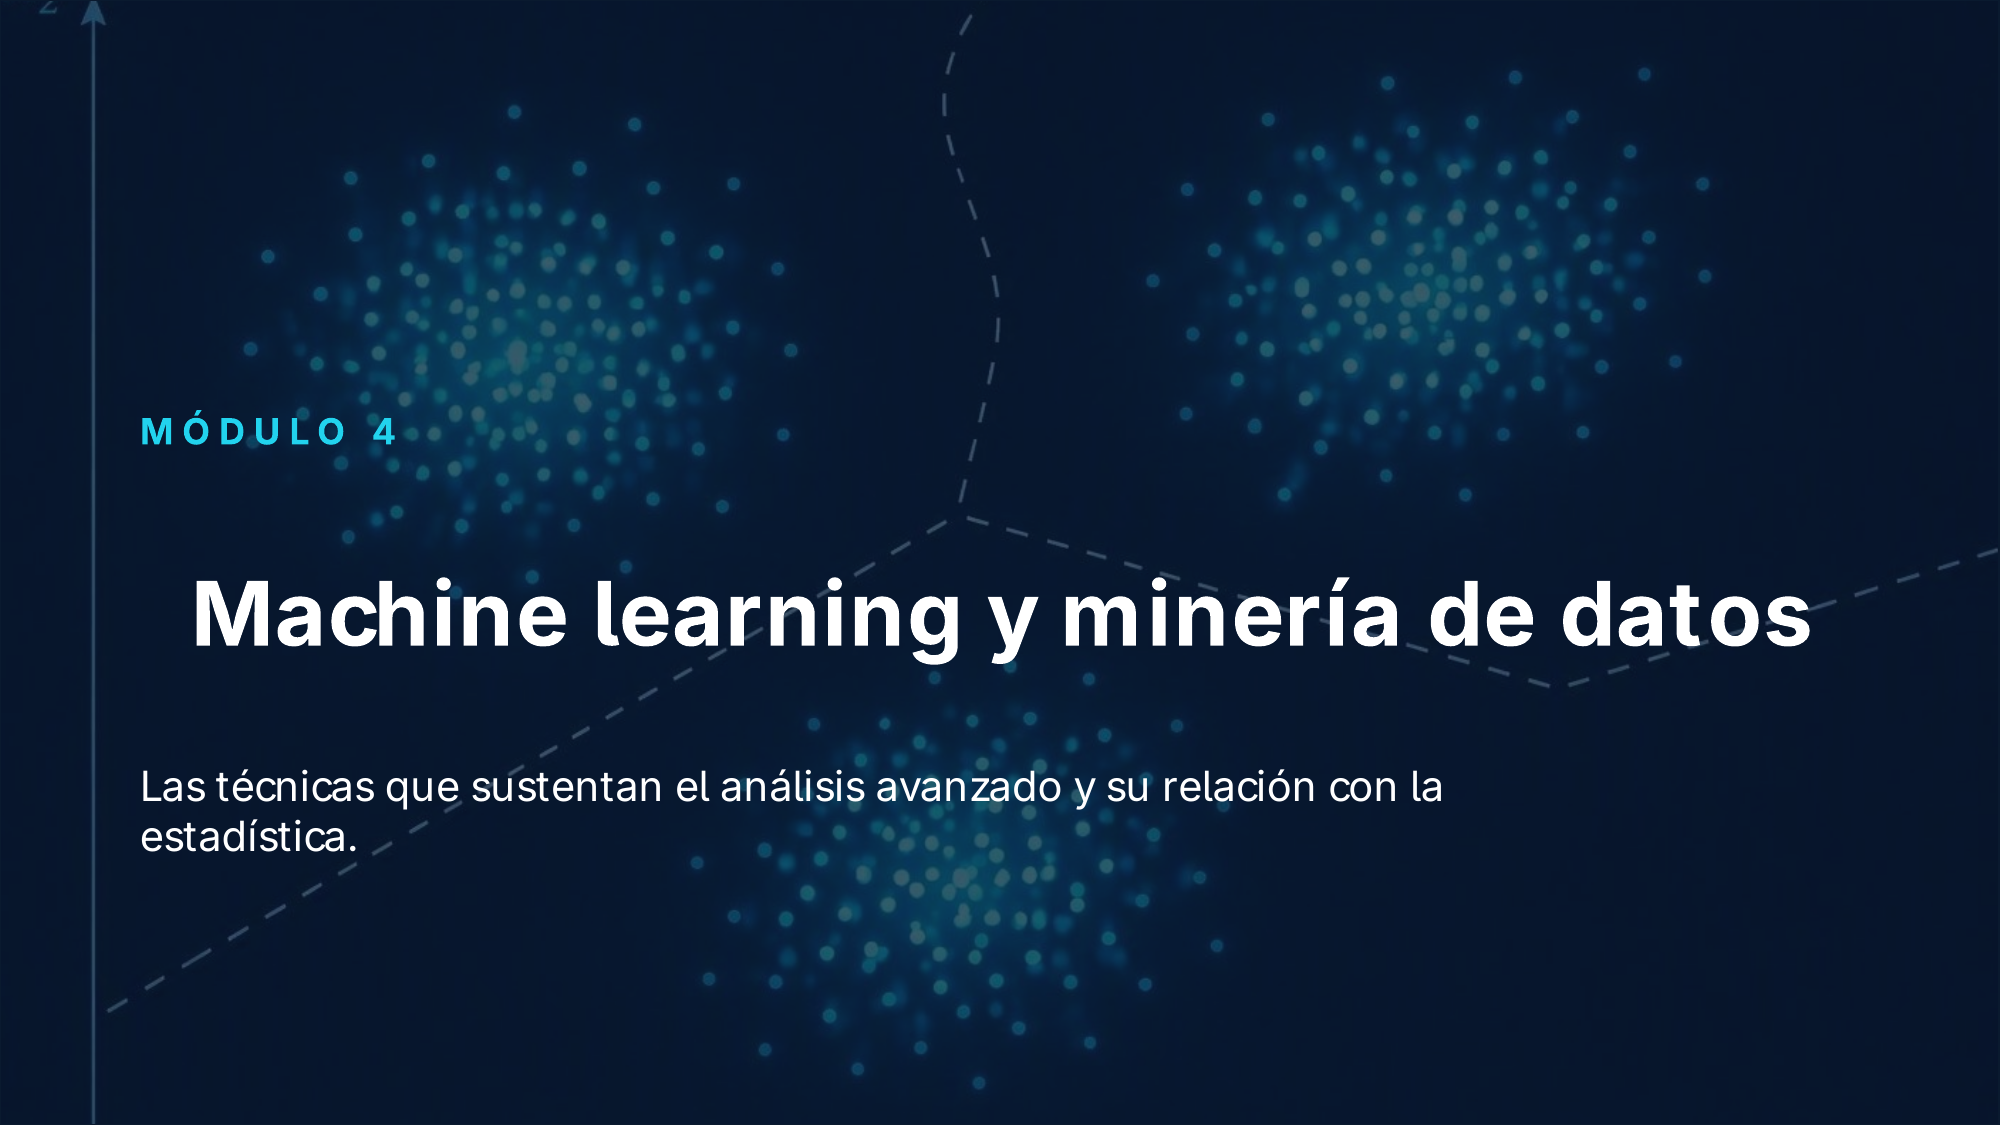 MÓDULO 4
Machine learning y minería de datos
Las técnicas que sustentan el análisis avanzado y su relación con la
estadística.